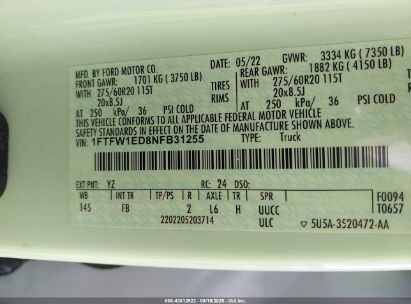 MFD. BY FORD MOTOR CO. 05/22 GVWR: 3334 KG ( 7350 LB)
FRONT GAWR: 1701 KG ( 3750 LB) REAR GAWR: 1882 KG ( 4150 LB)
WITH 275/60R20 115T TIRES WITH 275/60R20 115T
20x8.5J RIMS 20x8.5J
AT 250 kPa/ 36 PSI COLD AT 250 kPa/ 36 PSI COLD
THIS VEHICLE CONFORMS TO ALL APPLICABLE FEDERAL MOTOR VEHICLE
SAFETY STANDARDS IN EFFECT ON THE DATE OF MANUFACTURE SHOWN ABOVE.
VIN: 1FTFW1ED8NFB31255 TYPE: Truck
EXT PNT: YZ RC: 24 DSO:
WB TP/PS R AXLE TR SPR F0094
145 FB 2 L6 H UUCC T0657
2202205203714 ULC 5U5A-3520472-AA